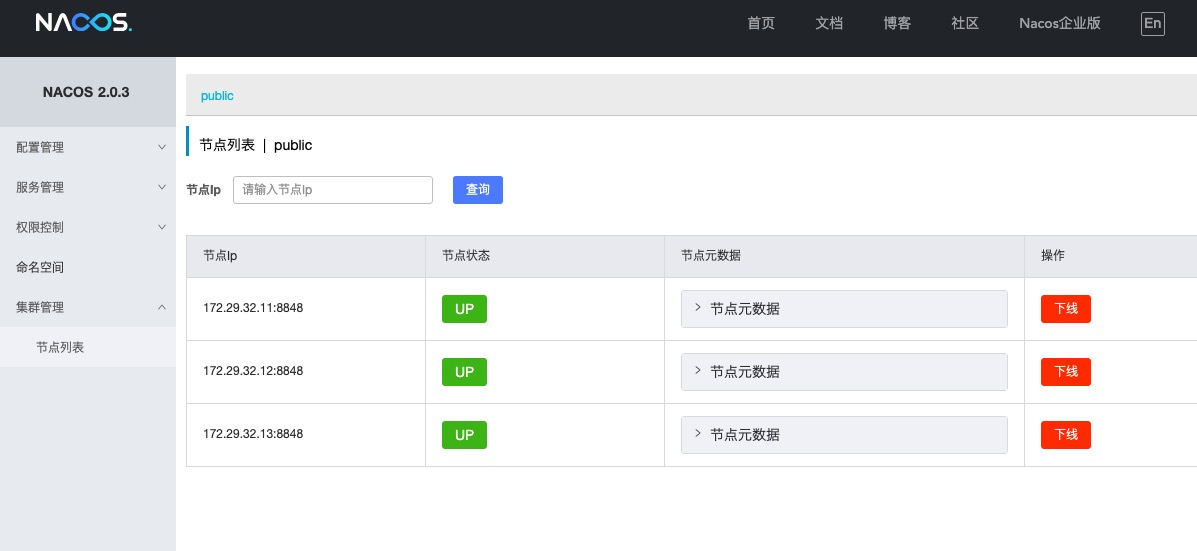 NACOS.
首页 文档 博客 社区 Nacos企业版 En
NACOS 2.0.3
配置管理
服务管理
权限控制
命名空间
集群管理
节点列表
public
节点列表 | public
节点Ip 请输入节点Ip 查询
节点Ip 节点状态 节点元数据 操作
172.29.32.11:8848 UP 节点元数据 下线
172.29.32.12:8848 UP 节点元数据 下线
172.29.32.13:8848 UP 节点元数据 下线